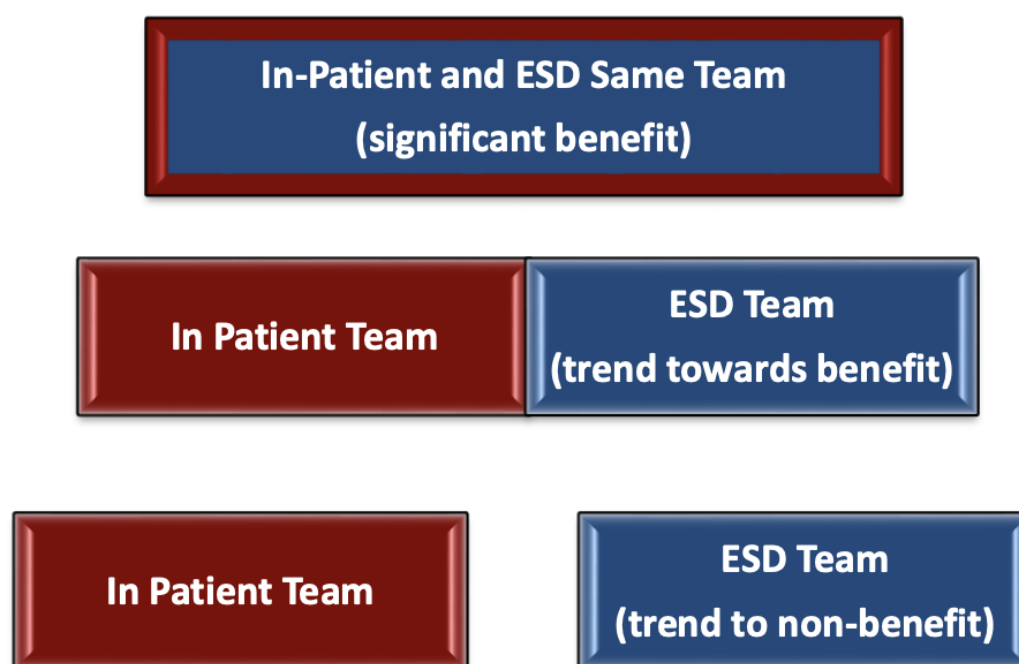 In-Patient and ESD Same Team
(significant benefit)
In Patient Team
ESD Team
(trend towards benefit)
In Patient Team
ESD Team
(trend to non-benefit)